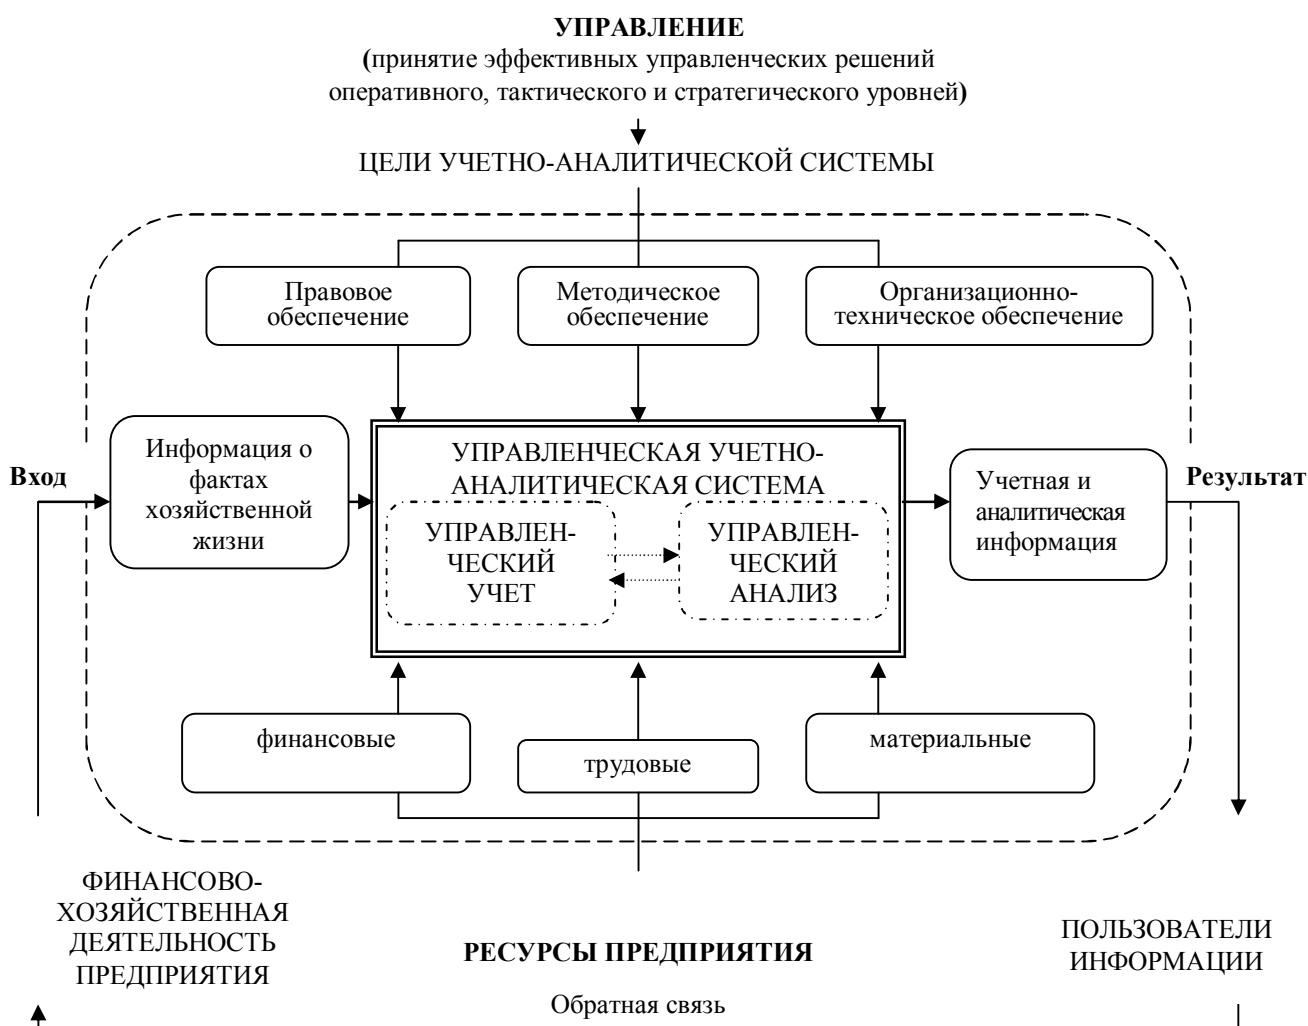 УПРАВЛЕНИЕ
(принятие эффективных управленческих решений
оперативного, тактического и стратегического уровней)
ЦЕЛИ УЧЕТНО-АНАЛИТИЧЕСКОЙ СИСТЕМЫ
Правовое
обеспечение
Методическое
обеспечение
Организационно-
техническое обеспечение
Вход
Информация о
фактах
хозяйственной
жизни
УПРАВЛЕНЧЕСКАЯ УЧЕТНО-
АНАЛИТИЧЕСКАЯ СИСТЕМА
УПРАВЛЕН-
ЧЕСКИЙ
УЧЕТ
УПРАВЛЕН-
ЧЕСКИЙ
АНАЛИЗ
Учетная и
аналитическая
информация
Результат
финансовые
трудовые
материальные
ФИНАНСОВО-
ХОЗЯЙСТВЕННАЯ
ДЕЯТЕЛЬНОСТЬ
ПРЕДПРИЯТИЯ
РЕСУРСЫ ПРЕДПРИЯТИЯ
ПОЛЬЗОВАТЕЛИ
ИНФОРМАЦИИ
Обратная связь